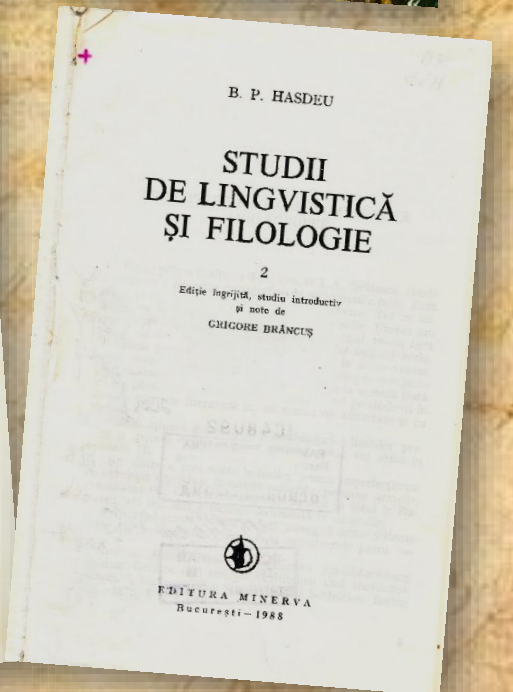 B. P. HASDEU
STUDII
DE LINGVISTICĂ
ȘI FILOLOGIE
2
Ediție îngrijită, studiu introductiv
și note de
GRIGORE BRÂNCUȘ
EDITURA MINERVA
București — 1988